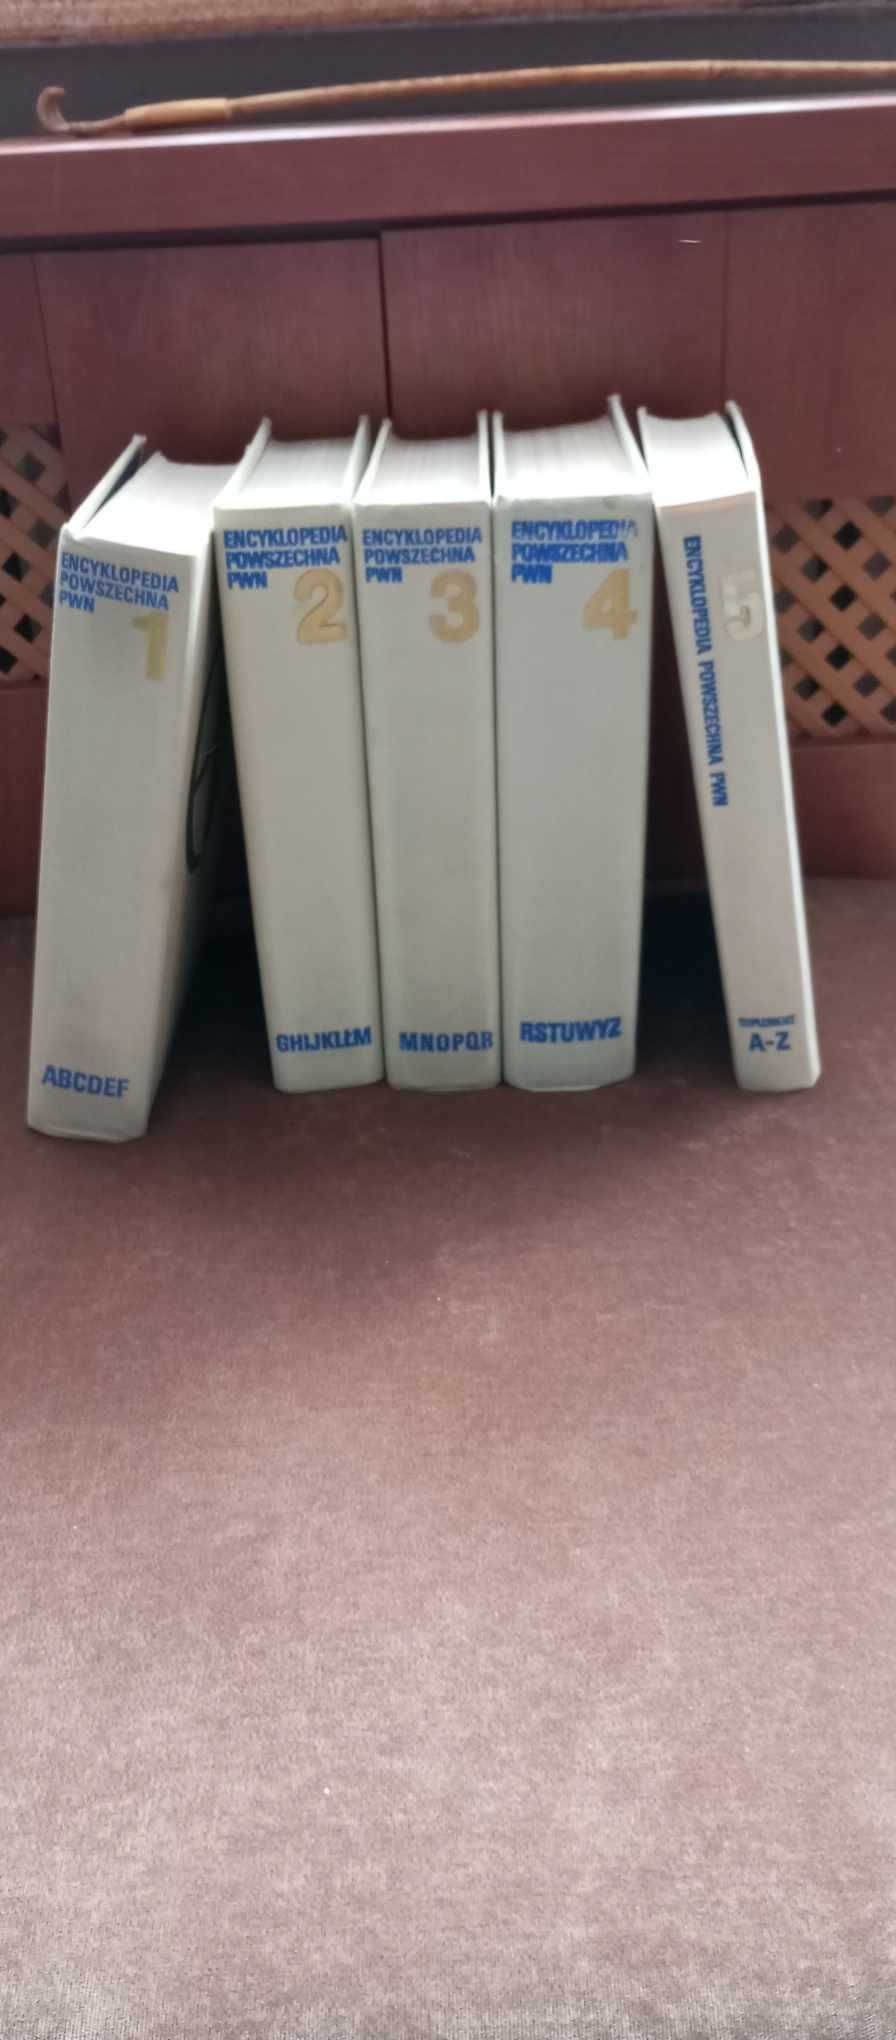 ENCYKLOPEDIA
POWSZECHNA
PWN
1
ABCDEF
ENCYKLOPEDIA
POWSZECHNA
PWN
2
GHIJKLŁM
ENCYKLOPEDIA
POWSZECHNA
PWN
3
MNOPQR
ENCYKLOPEDIA
POWSZECHNA
PWN
4
RSTUWYZ
ENCYKLOPEDIA POWSZECHNA PWN
5
SUPLEMENT
A-Z